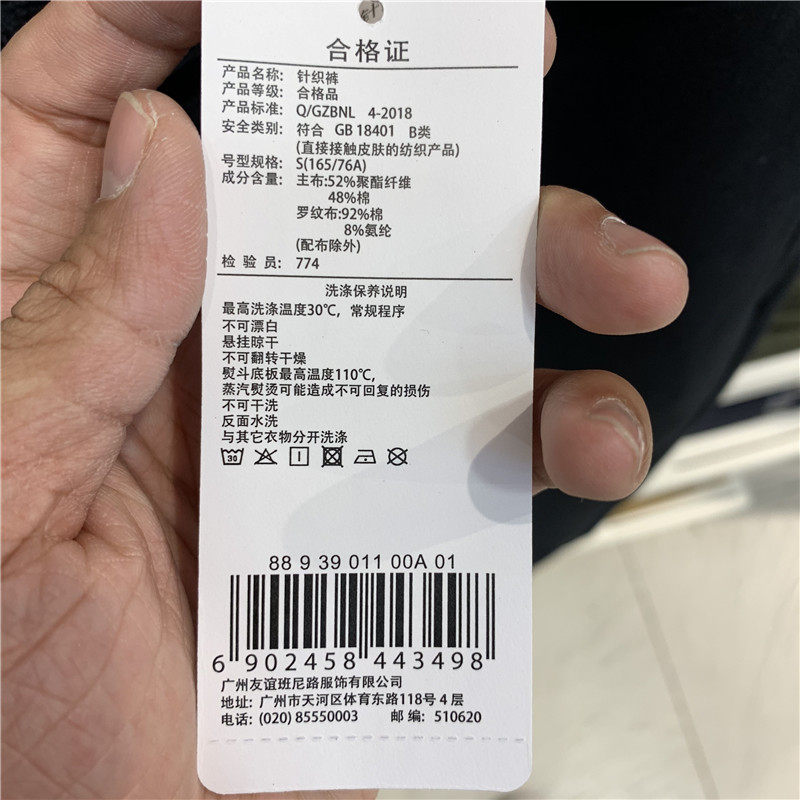 合格证
产品名称: 针织裤
产品等级: 合格品
产品标准: Q/GZBNL 4-2018
安全类别: 符合 GB 18401 B类
(直接接触皮肤的纺织产品)
号型规格: S(165/76A)
成分含量: 主布:52%聚酯纤维
48%棉
罗纹布:92%棉
8%氨纶
(配布除外)
检 验 员: 774
洗涤保养说明
最高洗涤温度30℃, 常规程序
不可漂白
悬挂晾干
不可翻转干燥
熨斗底板最高温度110℃,
蒸汽熨烫可能造成不可回复的损伤
不可干洗
反面水洗
与其它衣物分开洗涤
30
88 9 39 011 00A 01
6 902458 443498
广州友谊班尼路服饰有限公司
地址: 广州市天河区体育东路118号4层
电话: (020) 85550003 邮 编: 510620